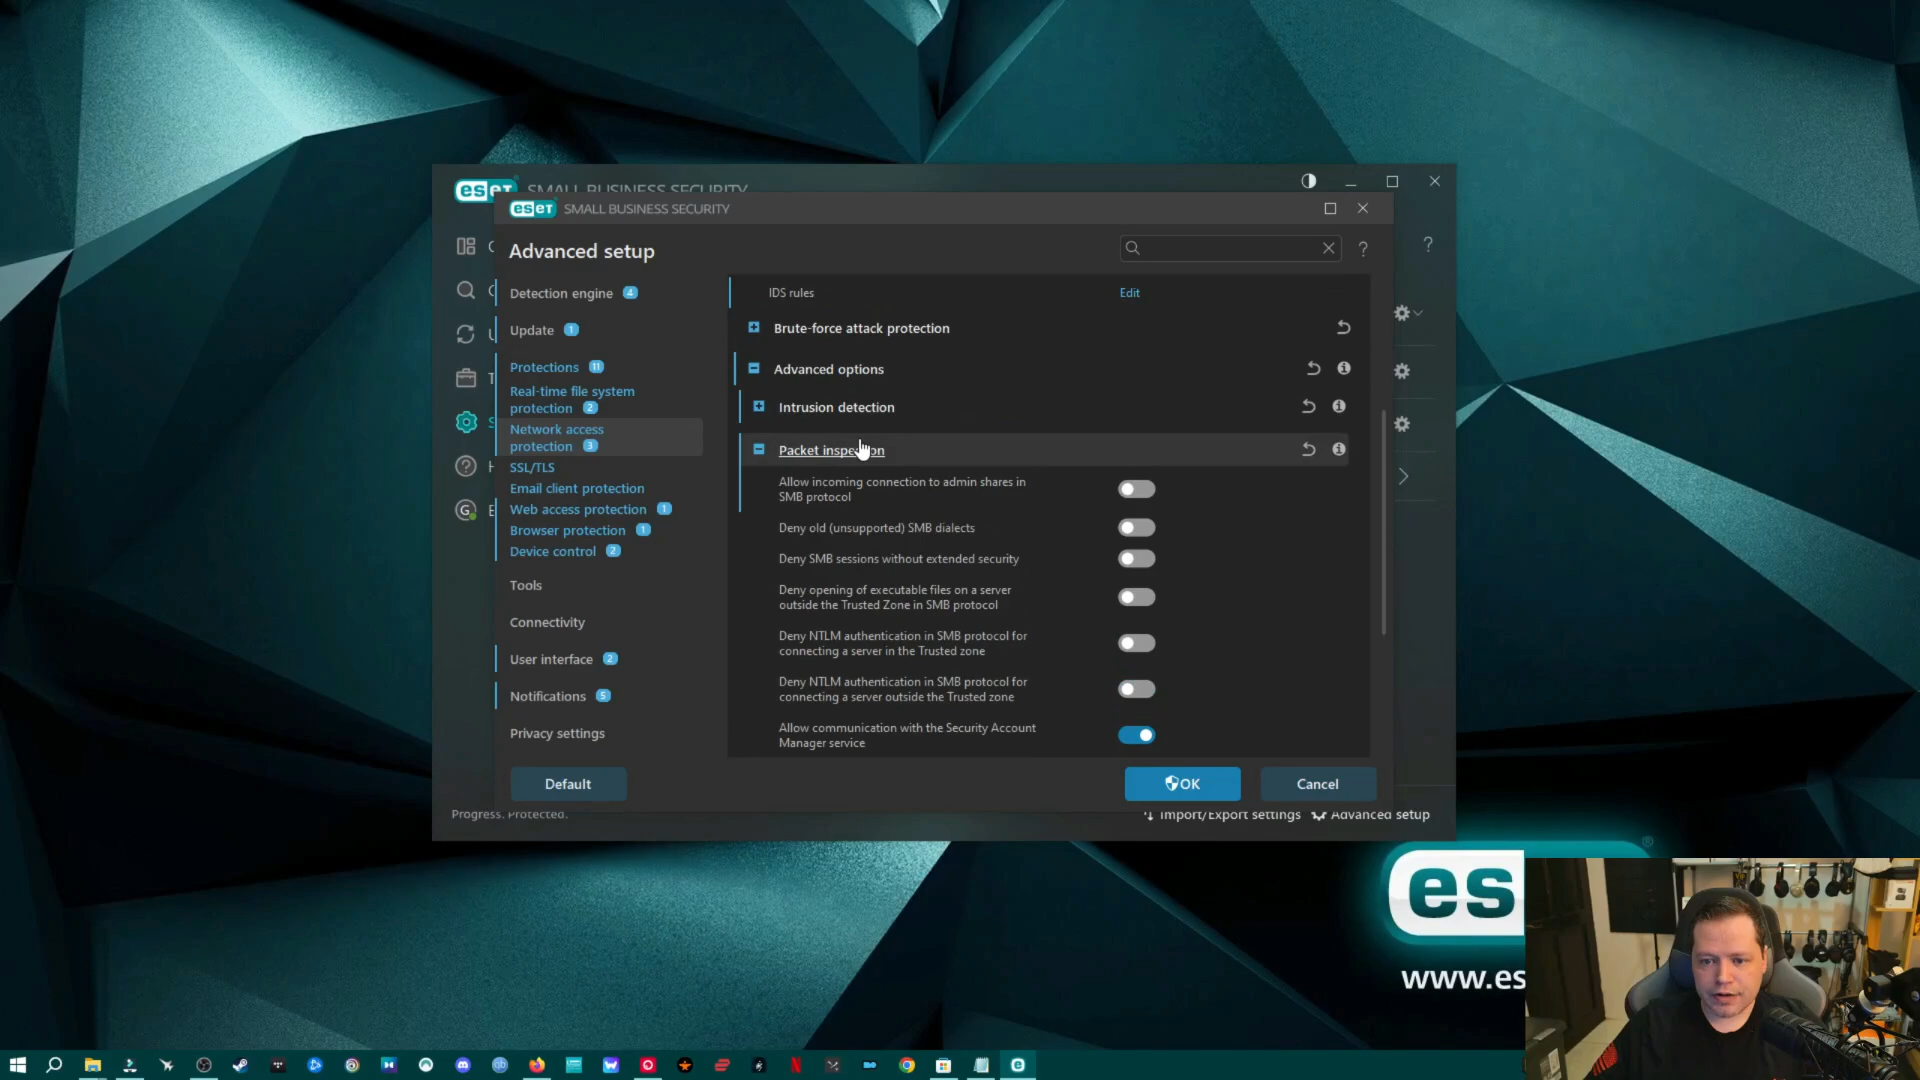 eset SMALL BUSINESS SECURITY
eset SMALL BUSINESS SECURITY
Advanced setup
?
?
Detection engine 4
Update 1
Protections 11
Real-time file system
protection 2
Network access
protection 3
SSL/TLS
Email client protection
Web access protection 1
Browser protection 1
Device control 2
Tools
Connectivity
User interface 2
Notifications 5
Privacy settings
IDS rules
Edit
Brute-force attack protection
Advanced options
Intrusion detection
Packet inspection
Allow incoming connection to admin shares in
SMB protocol
Deny old (unsupported) SMB dialects
Deny SMB sessions without extended security
Deny opening of executable files on a server
outside the Trusted Zone in SMB protocol
Deny NTLM authentication in SMB protocol for
connecting a server in the Trusted zone
Deny NTLM authentication in SMB protocol for
connecting a server outside the Trusted zone
Allow communication with the Security Account
Manager service
Default
OK
Cancel
Progress. Protected.
Import/Export settings
Advanced setup
G
es
www.es